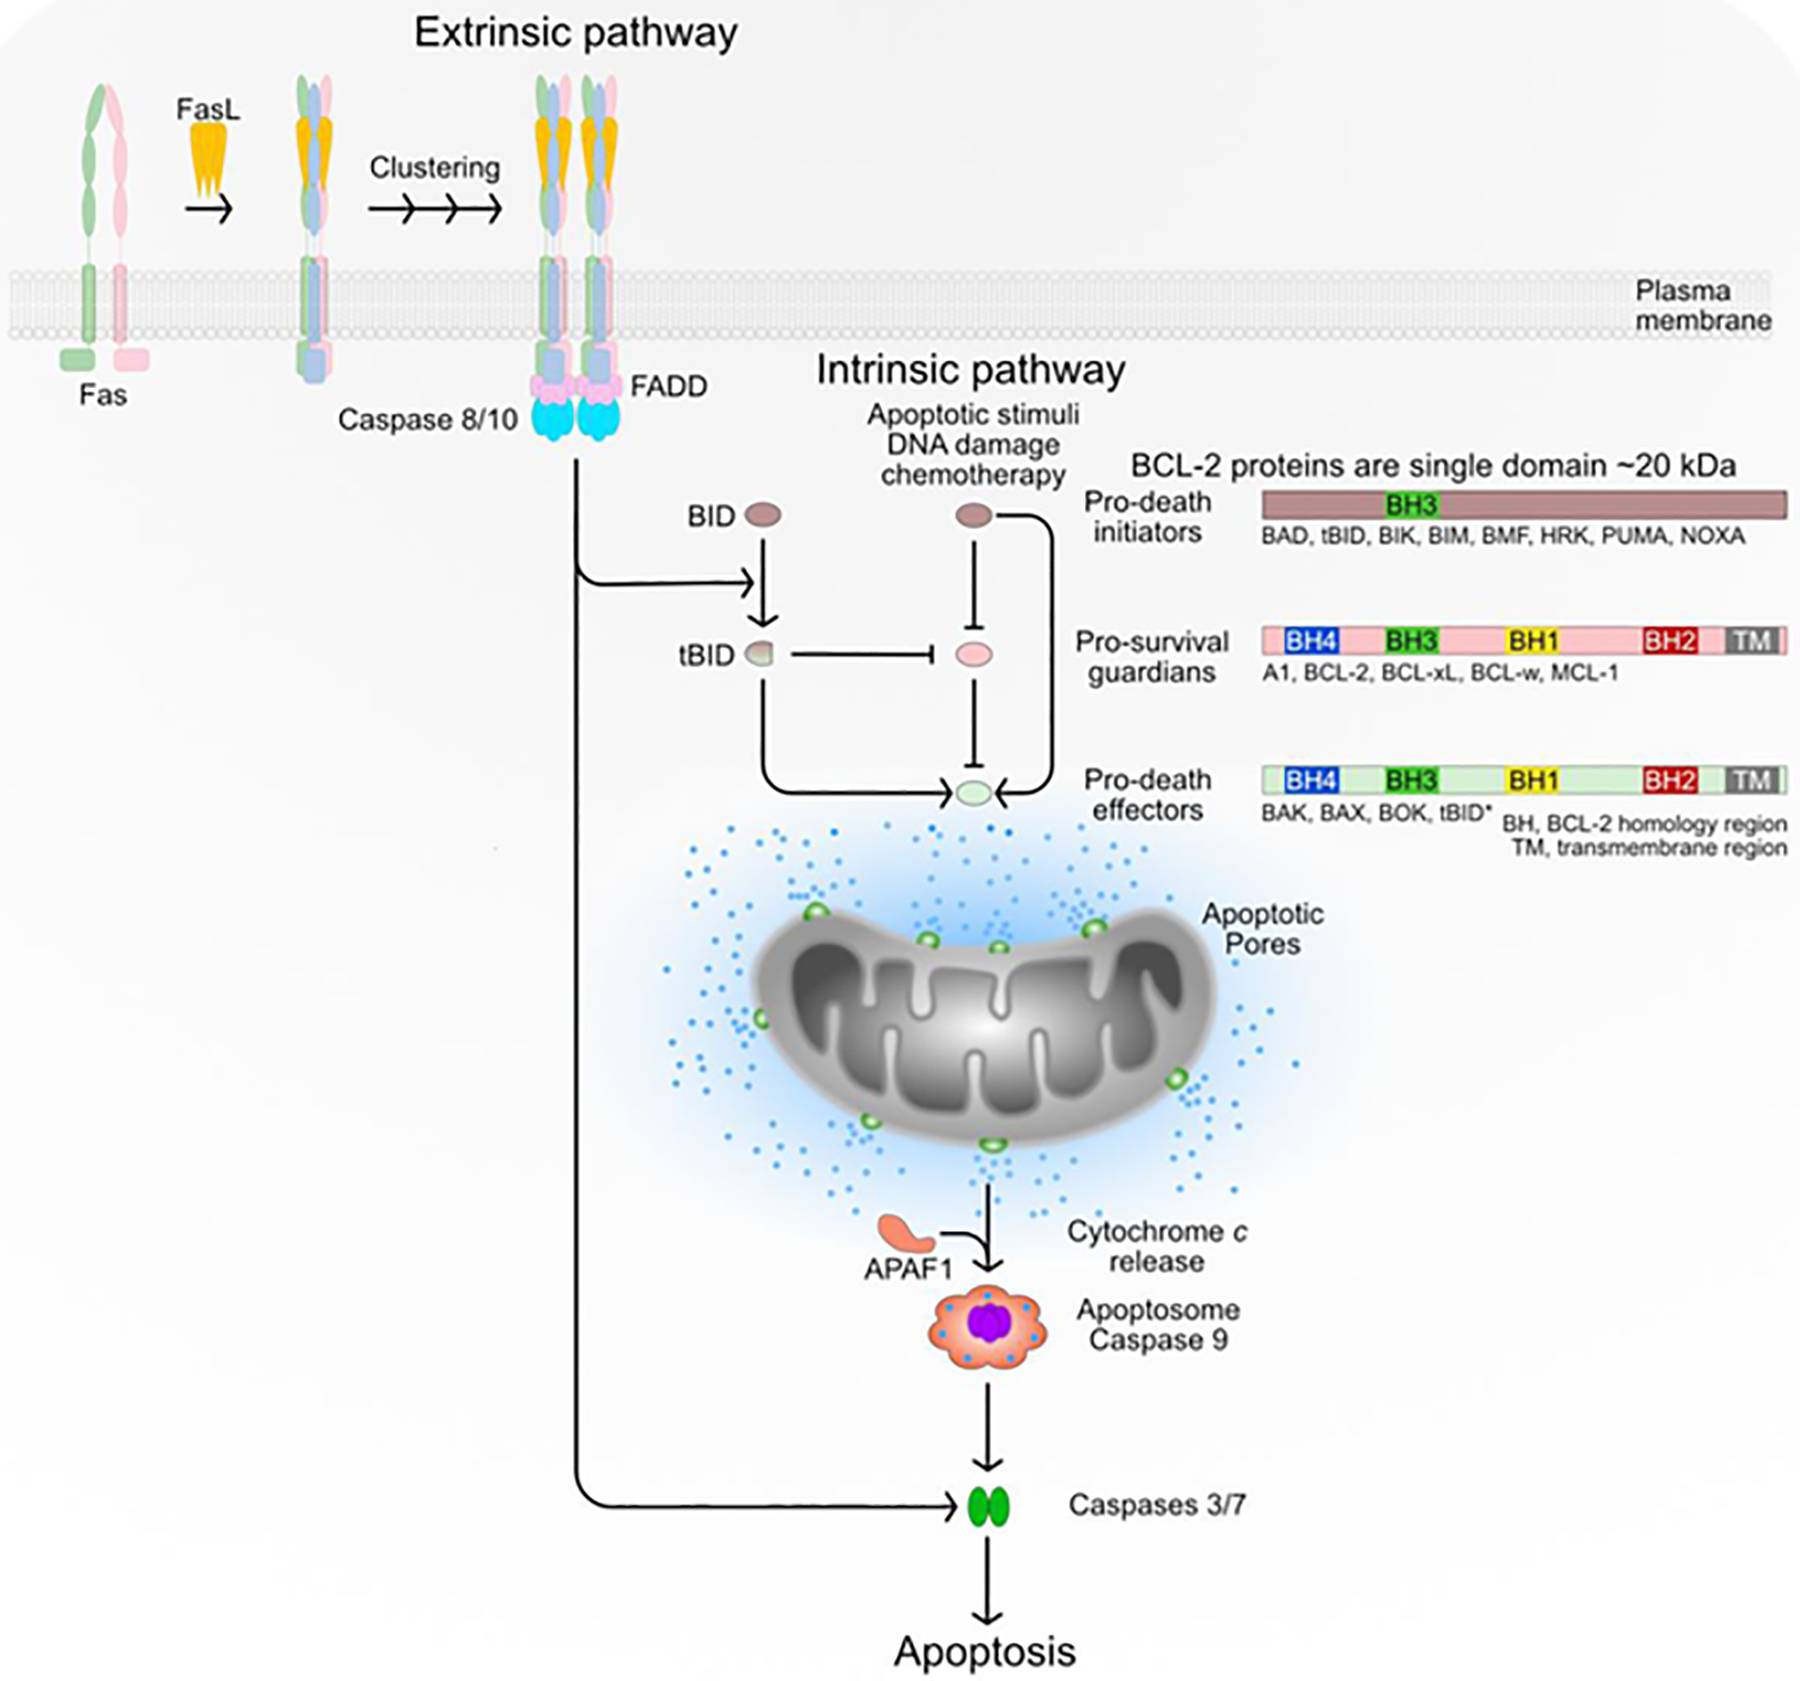 Extrinsic pathway
FasL
Clustering
Plasma
membrane
Fas
FADD
Caspase 8/10
Intrinsic pathway
Apoptotic stimuli
DNA damage
chemotherapy
BCL-2 proteins are single domain ~20 kDa
Pro-death
initiators
BH3
BAD, tBID, BIK, BIM, BMF, HRK, PUMA, NOXA
BID
tBID
Pro-survival
guardians
BH4 BH3 BH1 BH2 TM
A1, BCL-2, BCL-xL, BCL-w, MCL-1
Pro-death
effectors
BH4 BH3 BH1 BH2 TM
BAK, BAX, BOK, tBID*
BH, BCL-2 homology region
TM, transmembrane region
Apoptotic
Pores
Cytochrome c
release
APAF1
Apoptosome
Caspase 9
Caspases 3/7
Apoptosis